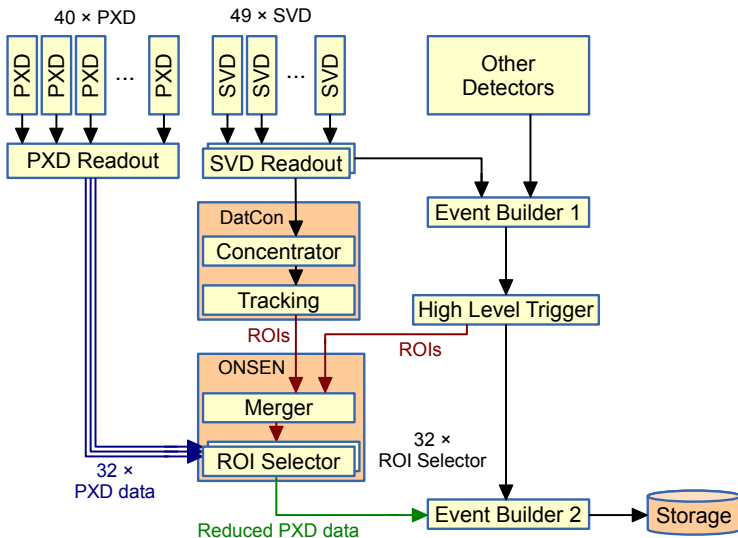 40 × PXD
49 × SVD
PXD
PXD
PXD
...
PXD
SVD
SVD
...
SVD
Other
Detectors
PXD Readout
SVD Readout
Event Builder 1
DatCon
Concentrator
Tracking
High Level Trigger
ROIs
ROIs
ONSEN
Merger
ROI Selector
32 ×
ROI Selector
32 ×
PXD data
Reduced PXD data
Event Builder 2
Storage